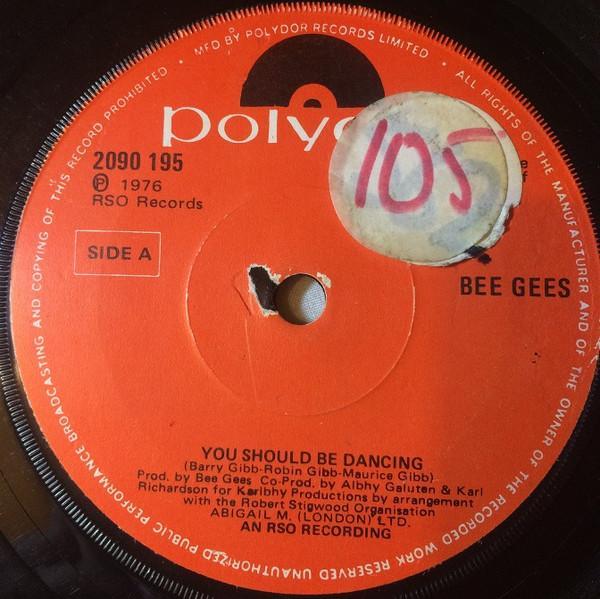 MFD BY POLYDOR RECORDS LIMITED • ALL RIGHTS OF THE MANUFACTURER AND OF THE OWNER OF THE RECORDED WORK RESERVED UNAUTHORIZED PUBLIC PERFORMANCE BROADCASTING AND COPYING OF THIS RECORD PROHIBITED •
105
2090 195
Ⓟ 1976
RSO Records
SIDE A
BEE GEES
YOU SHOULD BE DANCING
(Barry Gibb-Robin Gibb-Maurice Gibb)
Prod. by Bee Gees Co-Prod. by Albhy Galuten & Karl
Richardson for Karlbhy Productions by arrangement
with the Robert Stigwood Organisation
ABIGAIL M. (LONDON) LTD.
AN RSO RECORDING